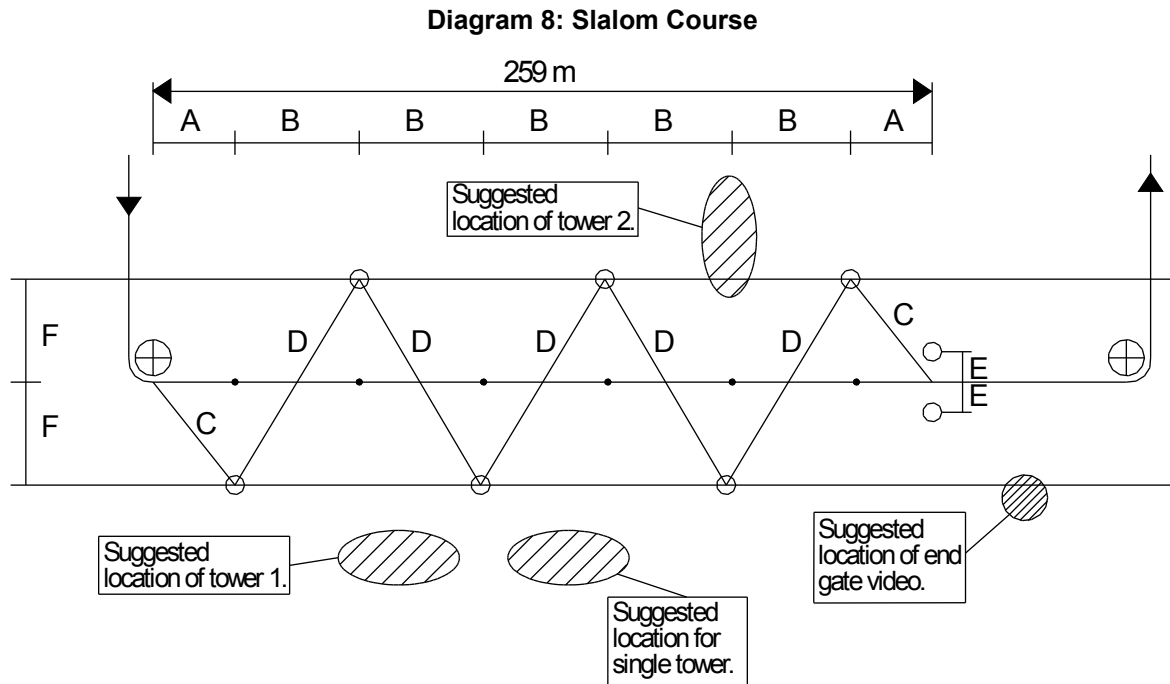 Diagram 8: Slalom Course
259 m
A B B B B B A
Suggested
location of tower 2.
F
D D D D D C
E
F
E
C
Suggested
location of tower 1.
Suggested
location for
single tower.
Suggested
location of end
gate video.